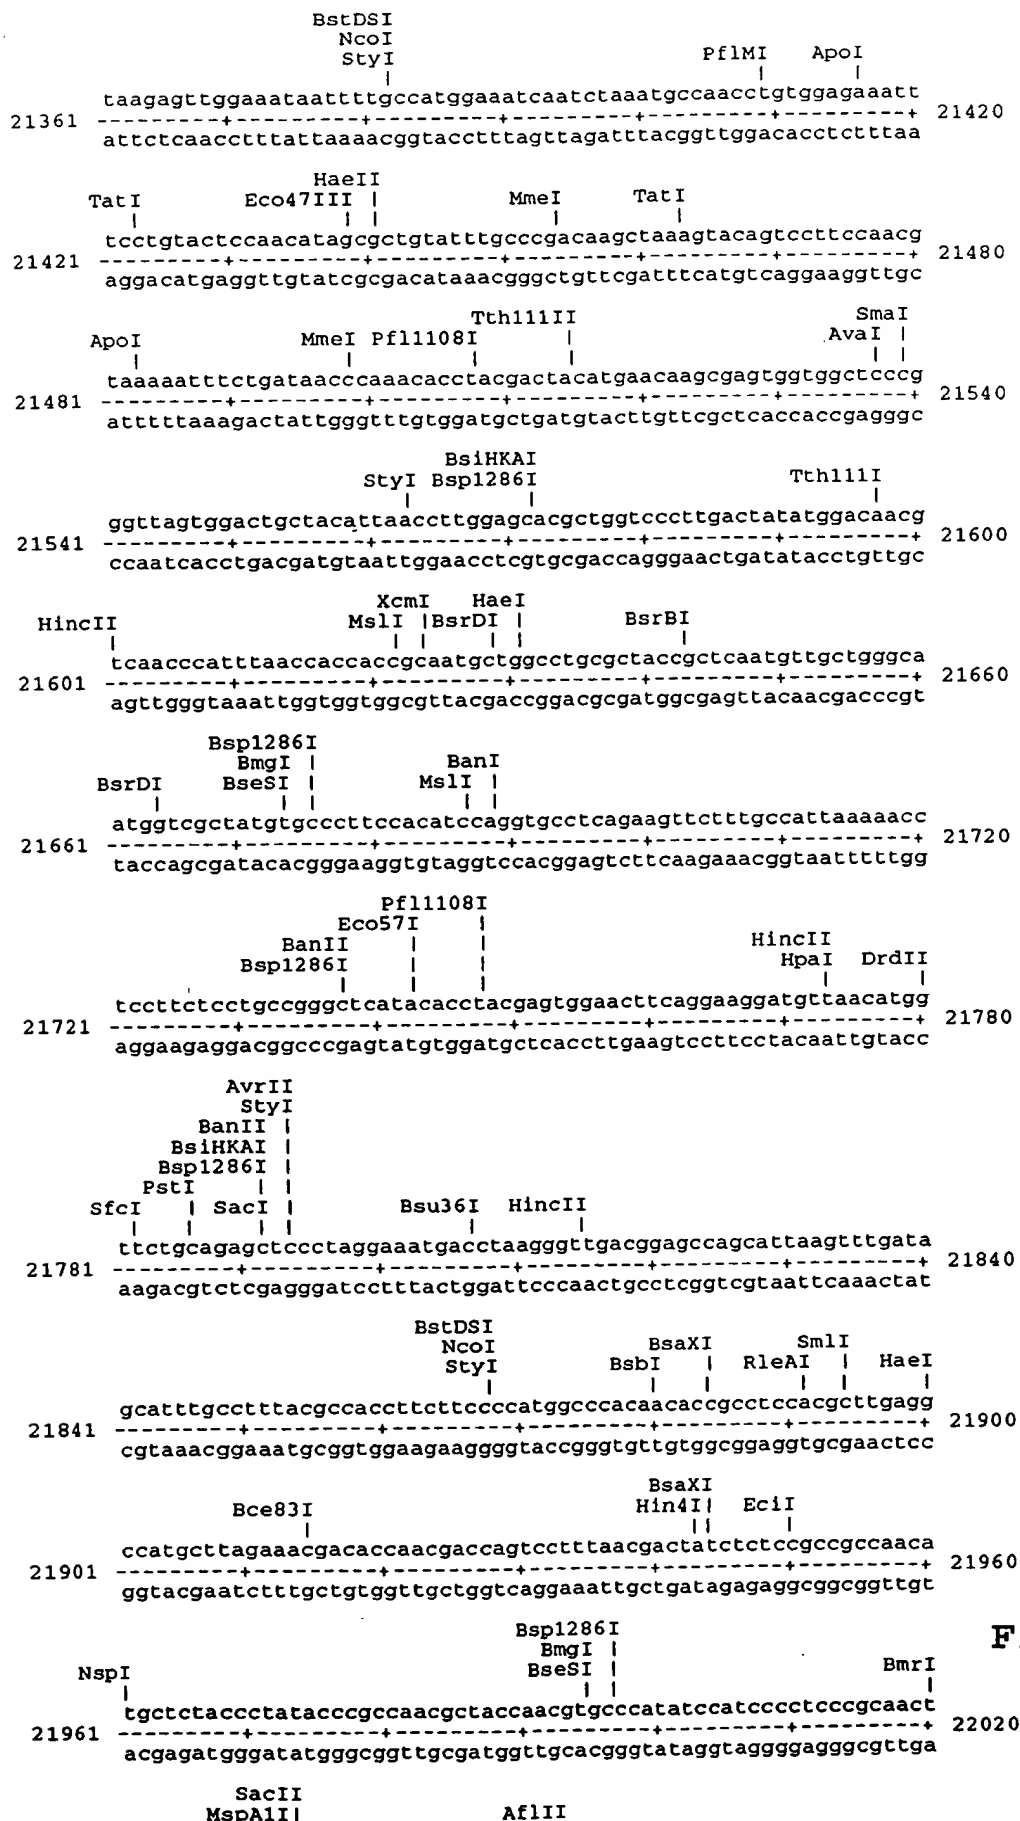 BstDSI
NcoI
StyI PflMI ApoI
taagagttggaaataattttgccatggaaatcaatctaaatgccaacctgtggagaaatt
21361 ---------+---------+---------+---------+---------+---------+ 21420
attctcaacctttattaaaacggtacctttagttagatttacggttggacacctctttaa
HaeII
TatI Eco47III MmeI TatI
tcctgtactccaacatagcgctgtatttgcccgacaagctaaagtacagtccttccaacg
21421 ---------+---------+---------+---------+---------+---------+ 21480
aggacatgaggttgtatcgcgacataaacgggctgttcgatttcatgtcaggaaggttgc
Tth111II SmaI
ApoI MmeI Pfl1108I AvaI
taaaaatttctgataacccaaacacctacgactacatgaacaagcgagtggtggctcccg
21481 ---------+---------+---------+---------+---------+---------+ 21540
atttttaaagactattgggtttgtggatgctgatgtacttgttcgctcaccaccgagggc
BsiHKAI
StyI Bsp1286I Tth111I
ggttagtggactgctacattaaccttggagcacgctggtcccttgactatatggacaacg
21541 ---------+---------+---------+---------+---------+---------+ 21600
ccaatcacctgacgatgtaattggaacctcgtgcgaccagggaactgatatacctgttgc
XcmI HaeI
HincII MslI BsrDI BsrBI
tcaacccatttaaccaccaccgcaatgctggcctgcgctaccgctcaatgttgctgggca
21601 ---------+---------+---------+---------+---------+---------+ 21660
agttgggtaaattggtggtggcgttacgaccggacgcgatggcgagttacaacgacccgt
Bsp1286I
BmgI BanI
BsrDI BseSI MslI
atggtcgctatgtgcccttccacatccaggtgcctcagaagttctttgccattaaaaacc
21661 ---------+---------+---------+---------+---------+---------+ 21720
taccagcgatacacgggaaggtgtaggtccacggagtcttcaagaaacggtaatttttgg
Pfl1108I
Eco57I
BanII HincII
Bsp1286I HpaI DrdII
tccttctcctgccgggctcatacacctacgagtggaacttcaggaaggatgttaacatgg
21721 ---------+---------+---------+---------+---------+---------+ 21780
aggaagaggacggcccgagtatgtggatgctcaccttgaagtccttcctacaattgtacc
AvrII
StyI
BanII
BsiHKAI
Bsp1286I
PstI
SfcI SacI Bsu36I HincII
ttctgcagagctccctaggaaatgacctaagggttgacggagccagcattaagtttgata
21781 ---------+---------+---------+---------+---------+---------+ 21840
aagacgtctcgagggatcctttactggattcccaactgcctcggtcgtaattcaaactat
BstDSI
NcoI BsaXI SmlI
StyI BsbI RleAI HaeI
gcatttgcctttacgccaccttcttccccatggcccacaacaccgcctccacgcttgagg
21841 ---------+---------+---------+---------+---------+---------+ 21900
cgtaaacggaaatgcggtggaagaaggggtaccgggtgttgtggcggaggtgcgaactcc
BsaXI
Bce83I Hin4I EciI
ccatgcttagaaacgacaccaacgaccagtcctttaacgactatctctccgccgccaaca
21901 ---------+---------+---------+---------+---------+---------+ 21960
ggtacgaatctttgctgtggttgctggtcaggaaattgctgatagagaggcggcggttgt
Bsp1286I
BmgI F
NspI BseSI BmrI
tgctctaccctatacccgccaacgctaccaacgtgcccatatccatcccctcccgcaact
21961 ---------+---------+---------+---------+---------+---------+ 22020
acgagatgggatatgggcggttgcgatggttgcacgggtataggtaggggagggcgttga
SacII
MspA1I AflII